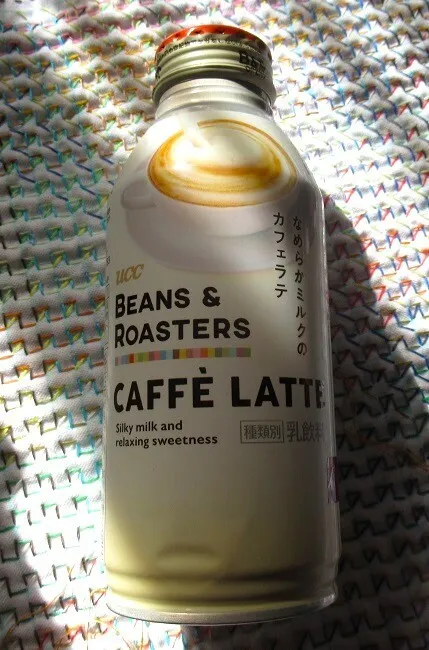 なめらかミルクの
カフェラテ
ucc
BEANS &
ROASTERS
CAFFÈ LATTE
Silky milk and
relaxing sweetness
種類別 乳飲料